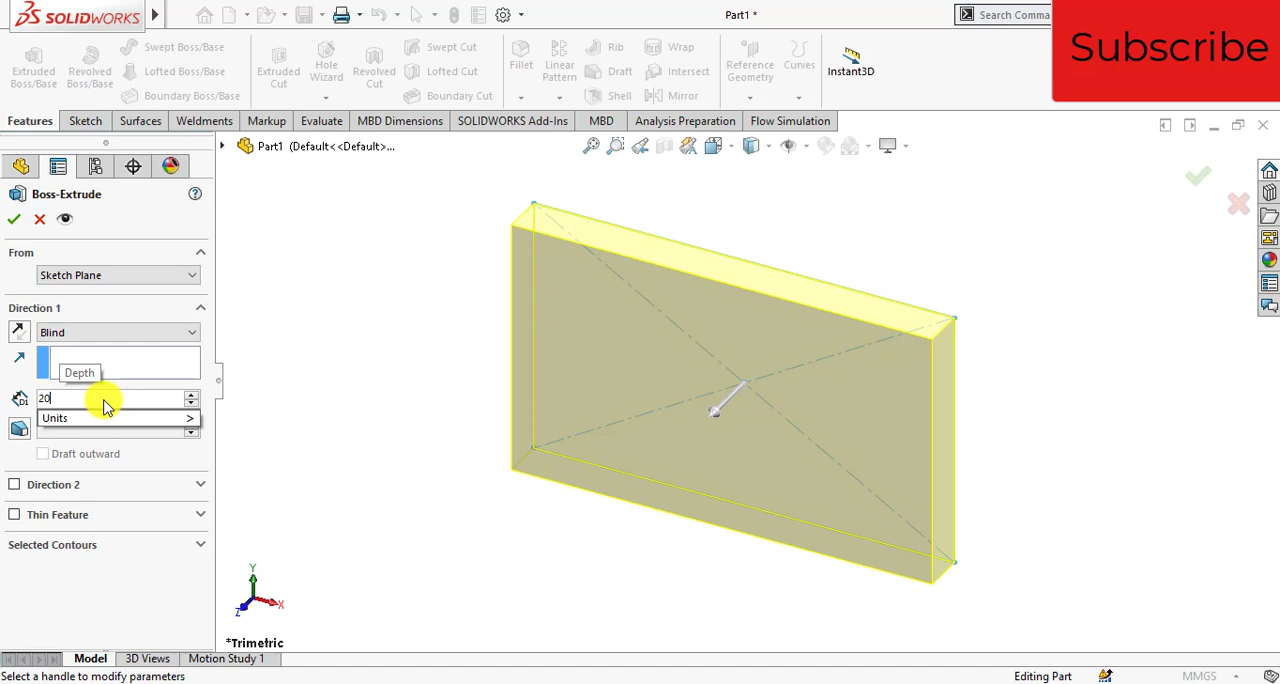 SOLIDWORKS
Part1 *
Search Comma
Subscribe
Extruded Boss/Base
Revolved Boss/Base
Swept Boss/Base
Lofted Boss/Base
Boundary Boss/Base
Extruded Cut
Hole Wizard
Revolved Cut
Swept Cut
Lofted Cut
Boundary Cut
Fillet
Linear Pattern
Rib
Draft
Shell
Wrap
Intersect
Mirror
Reference Geometry
Curves
Instant3D
Features
Sketch
Surfaces
Weldments
Markup
Evaluate
MBD Dimensions
SOLIDWORKS Add-Ins
MBD
Analysis Preparation
Flow Simulation
Part1 (Default<<Default>...
Boss-Extrude
From
Sketch Plane
Direction 1
Blind
Depth
D1
20
Units >
Draft outward
Direction 2
Thin Feature
Selected Contours
Y
X
Z
*Trimetric
Model
3D Views
Motion Study 1
Select a handle to modify parameters
Editing Part
MMGS